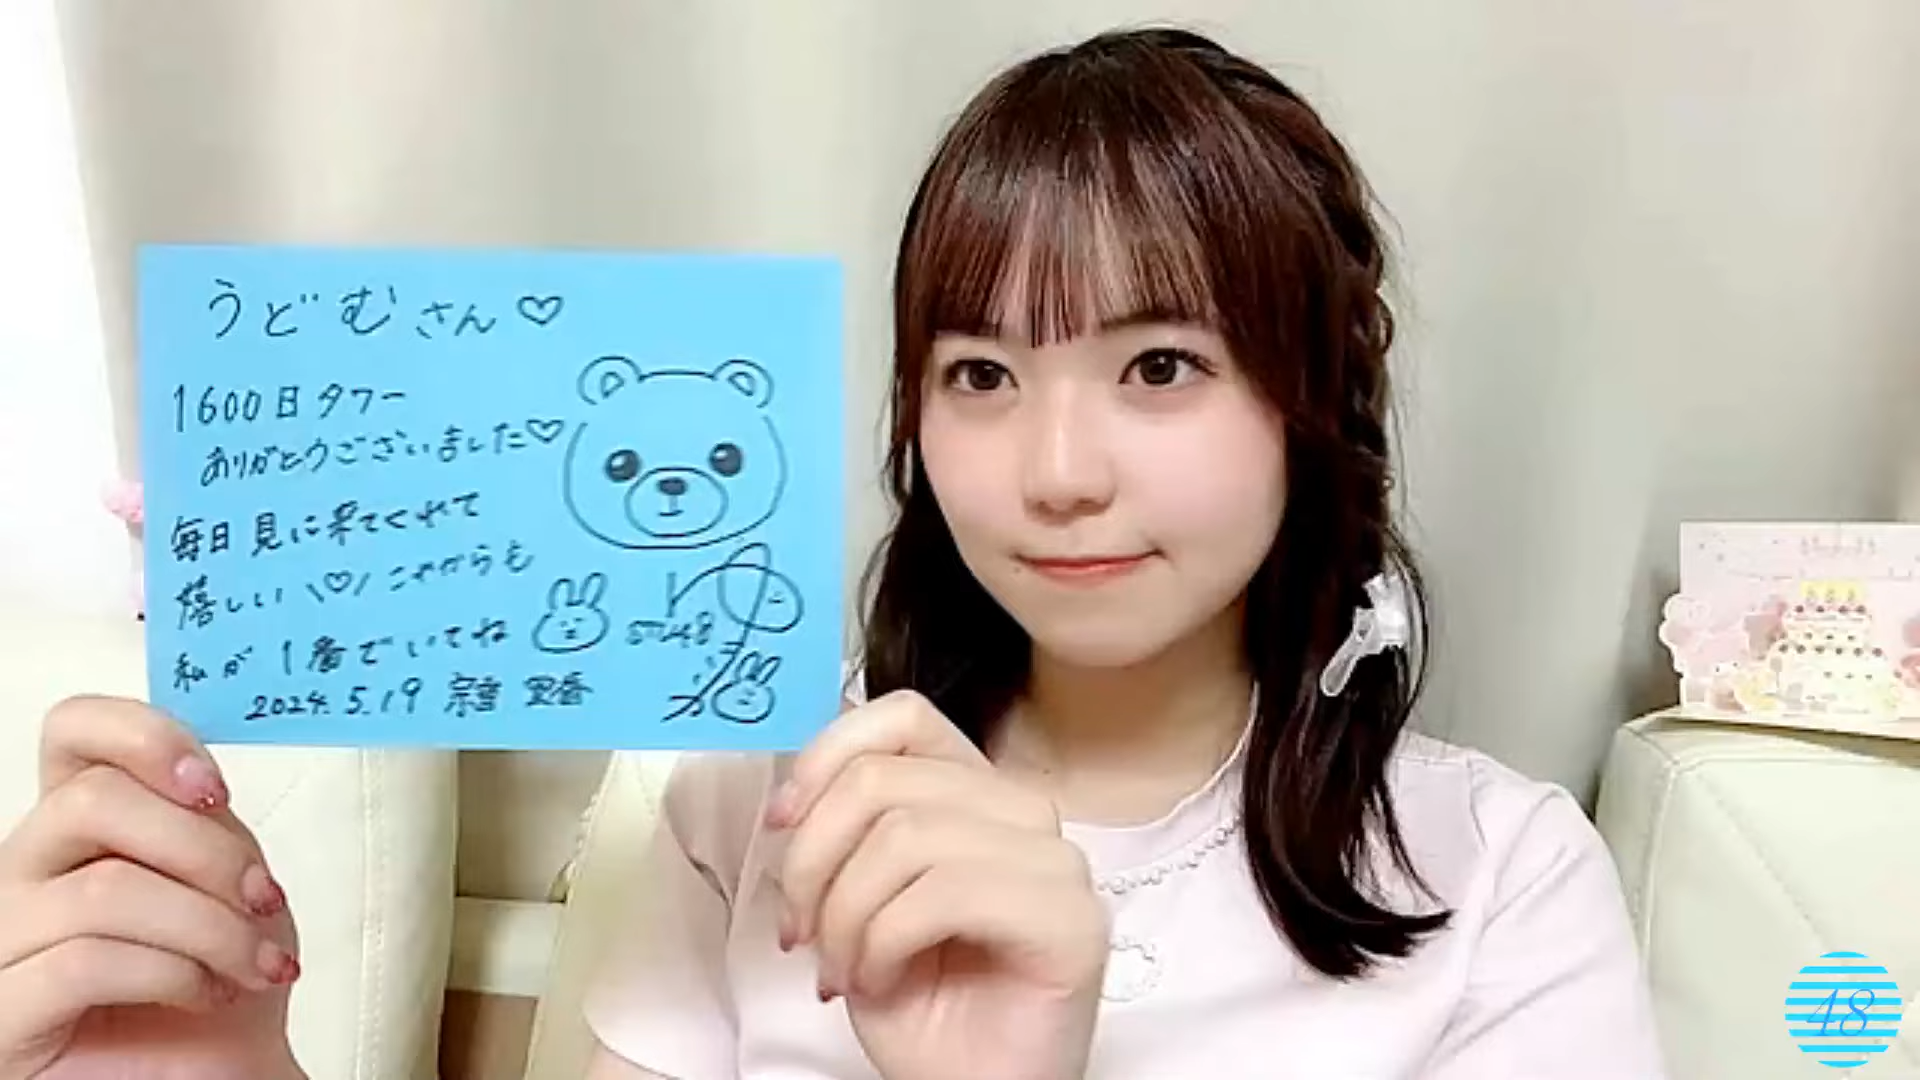 うどむさん♡
1600日タワー
ありがとうございました♡
毎日見に来てくれて
嬉しい\♡/これからも
私が1番でいてね
2024.5.19
STU48
48